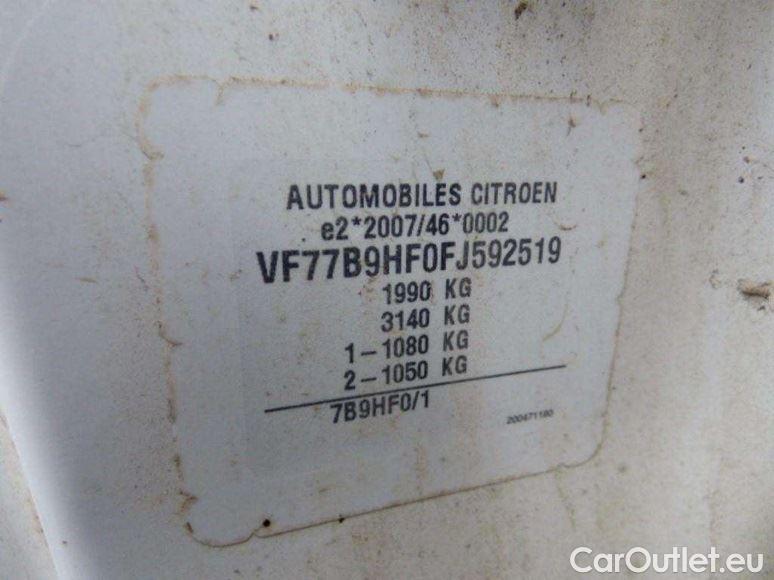 AUTOMOBILES CITROEN
e2*2007/46*0002
VF77B9HF0FJ592519
1990 KG
3140 KG
1-1080 KG
2-1050 KG
7B9HF0/1
200471180
CarOutlet.eu